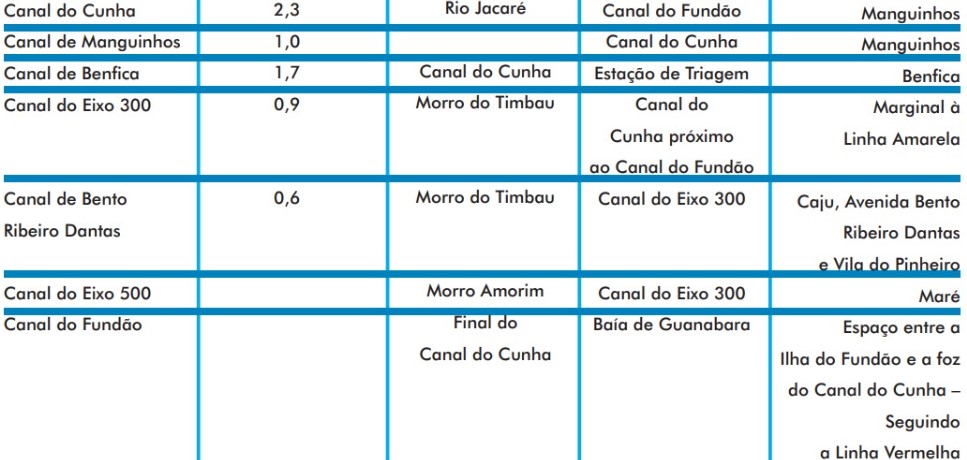 Canal do Cunha 2,3 Rio Jacaré Canal do Fundão Manguinhos
Canal de Manguinhos 1,0 Canal do Cunha Manguinhos
Canal de Benfica 1,7 Canal do Cunha Estação de Triagem Benfica
Canal do Eixo 300 0,9 Morro do Timbau Canal do Marginal à
Cunha próximo Linha Amarela
ao Canal do Fundão
Canal de Bento 0,6 Morro do Timbau Canal do Eixo 300 Caju, Avenida Bento
Ribeiro Dantas Ribeiro Dantas
e Vila do Pinheiro
Canal do Eixo 500 Morro Amorim Canal do Eixo 300 Maré
Canal do Fundão Final do Baía de Guanabara Espaço entre a
Canal do Cunha Ilha do Fundão e a foz
do Canal do Cunha –
Seguindo
a Linha Vermelha